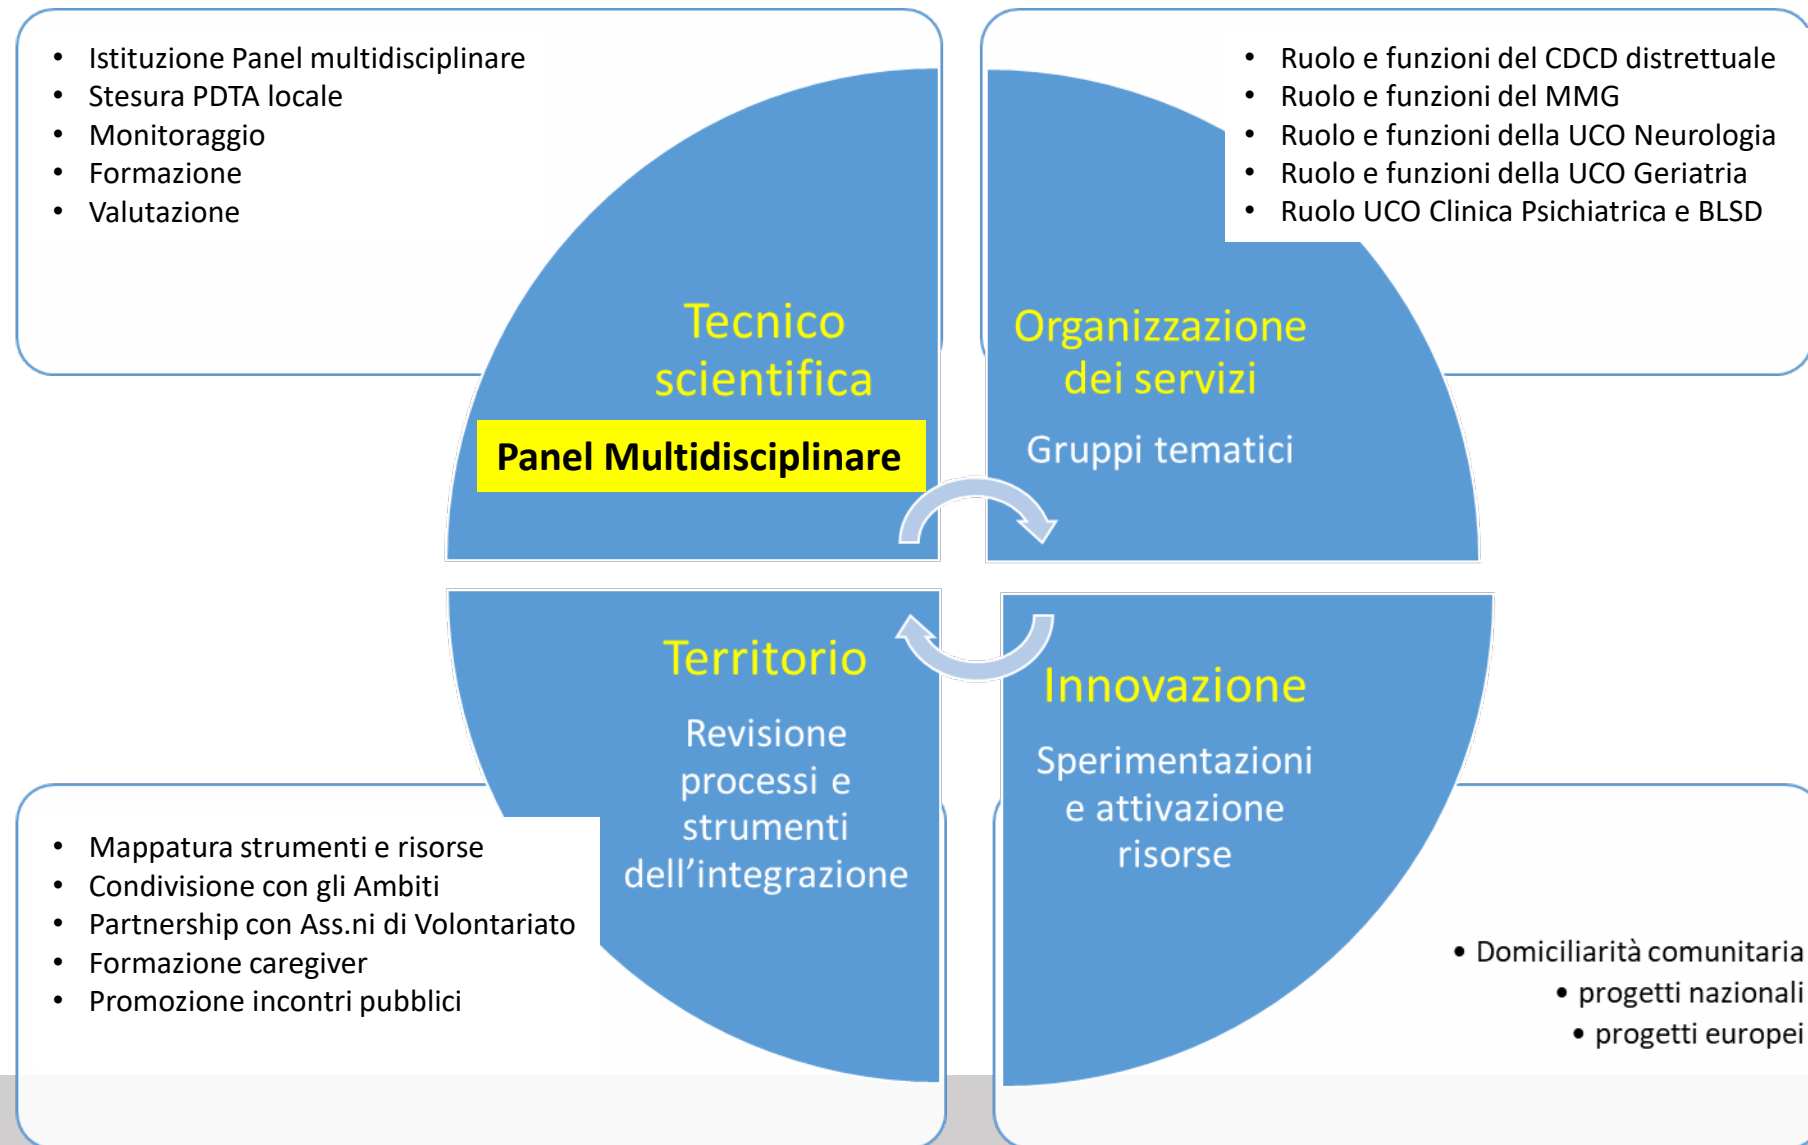 • Istituzione Panel multidisciplinare
• Stesura PDTA locale
• Monitoraggio
• Formazione
• Valutazione
• Ruolo e funzioni del CDCD distrettuale
• Ruolo e funzioni del MMG
• Ruolo e funzioni della UCO Neurologia
• Ruolo e funzioni della UCO Geriatria
• Ruolo UCO Clinica Psichiatrica e BLSD
Tecnico
scientifica
Panel Multidisciplinare
Organizzazione
dei servizi
Gruppi tematici
Territorio
Revisione
processi e
strumenti
dell’integrazione
Innovazione
Sperimentazioni
e attivazione
risorse
• Mappatura strumenti e risorse
• Condivisione con gli Ambiti
• Partnership con Ass.ni di Volontariato
• Formazione caregiver
• Promozione incontri pubblici
• Domiciliarità comunitaria
• progetti nazionali
• progetti europei